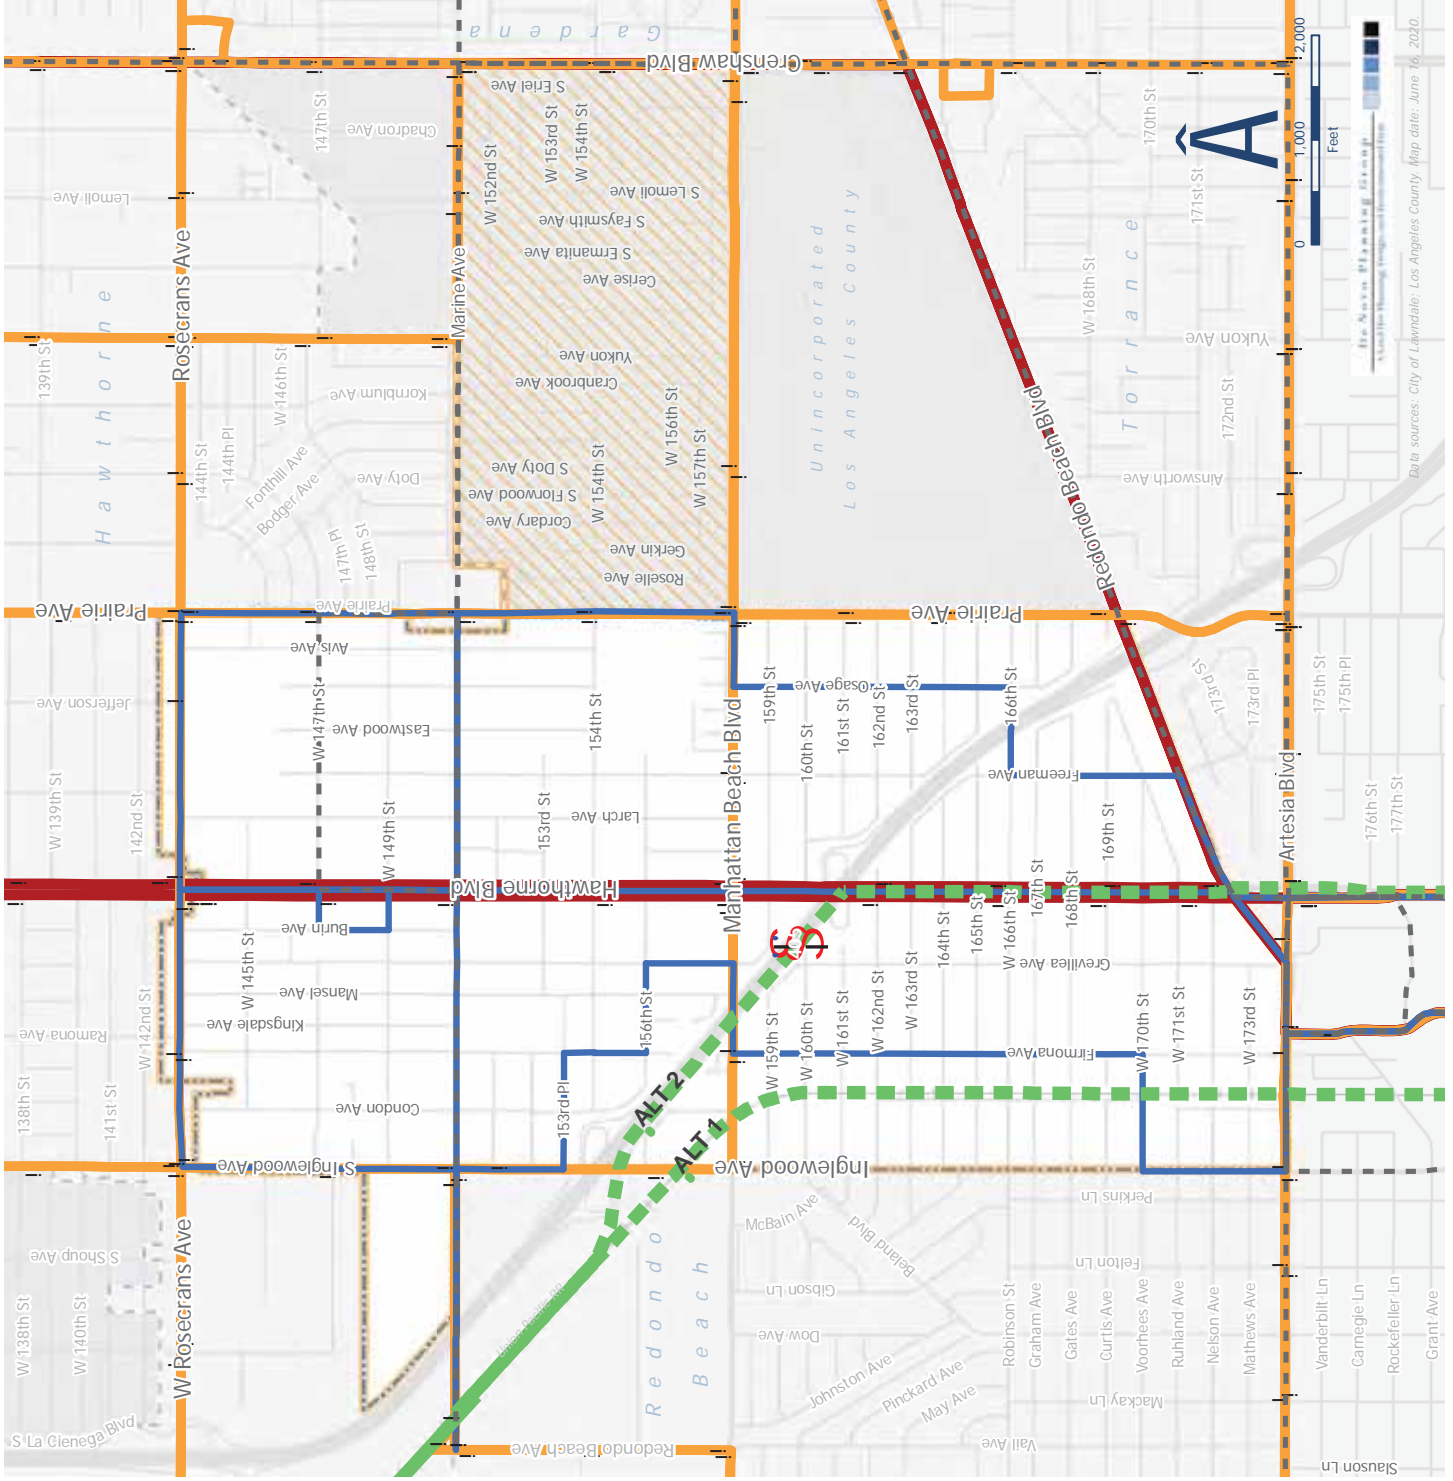 Gardena
Crenshaw Blvd
S Eriel Ave
147th St
Chadron Ave
W 153rd St
W 154th St
W 152nd St
170th St
2,000
1,000
0
Feet
Lemoli Ave
S Lemoli Ave
S Faysmith Ave
S Ermanita Ave
Cerise Ave
171st St
Rosecrans Ave
Marine Ave
Hawthorne
Unincorporated
Los Angeles County
Torrance
W 168th St
Yukon Ave
Yukon Ave
139th St
W 146th St
Kornblum Ave
Cranbrook Ave
W 156th St
W 157th St
172nd St
Redondo Beach Blvd
144th St
144th Pl
Fonthill Ave
Bodger Ave
Doty Ave
S Doty Ave
S Florwood Ave
Cordary Ave
W 154th St
Ainsworth Ave
147th Pl
148th St
Gerkin Ave
Roselle Ave
Prairie Ave
Prairie Ave
Prairie Ave
Data sources: City of Lawndale: Los Angeles County. Map date: June 16, 2020.
Avis Ave
Jefferson Ave
W 147th St
Eastwood Ave
154th St
159th St
Osage Ave
160th St
161st St
162nd St
163rd St
166th St
173rd St
173rd Pl
175th St
175th Pl
Freeman Ave
W 139th St
142nd St
W 149th St
153rd St
Larch Ave
Manhattan Beach Blvd
169th St
Artesia Blvd
176th St
177th St
Hawthorne Blvd
Burin Ave
167th St
168th St
164th St
165th St
W 166th St
Grevillea Ave
W 145th St
Mansel Ave
Kingsdale Ave
Ramona Ave
W 142nd St
156th St
W 159th St
W 160th St
W 161st St
W 162nd St
W 163rd St
Firmona Ave
W 170th St
W 171st St
W 173rd St
138th St
141st St
Condon Ave
153rd Pl
ALT 2
ALT 1
S Inglewood Ave
Inglewood Ave
Perkins Ln
McBain Ave
Beland Blvd
S Shoup Ave
W Rosecrans Ave
Redondo
Beach
Felton Ln
Gibson Ln
Dow Ave
W 138th St
W 140th St
Union Pacific RR
Robinson St
Graham Ave
Gates Ave
Curtis Ave
Voorhees Ave
Ruhland Ave
Nelson Ave
Mathews Ave
Vanderbilt Ln
Carnegie Ln
Rockefeller Ln
Grant Ave
Johnston Ave
Pinckard Ave
May Ave
Mackay Ln
S La Cienega Blvd
Redondo Beach Ave
Vail Ave
Slauson Ln